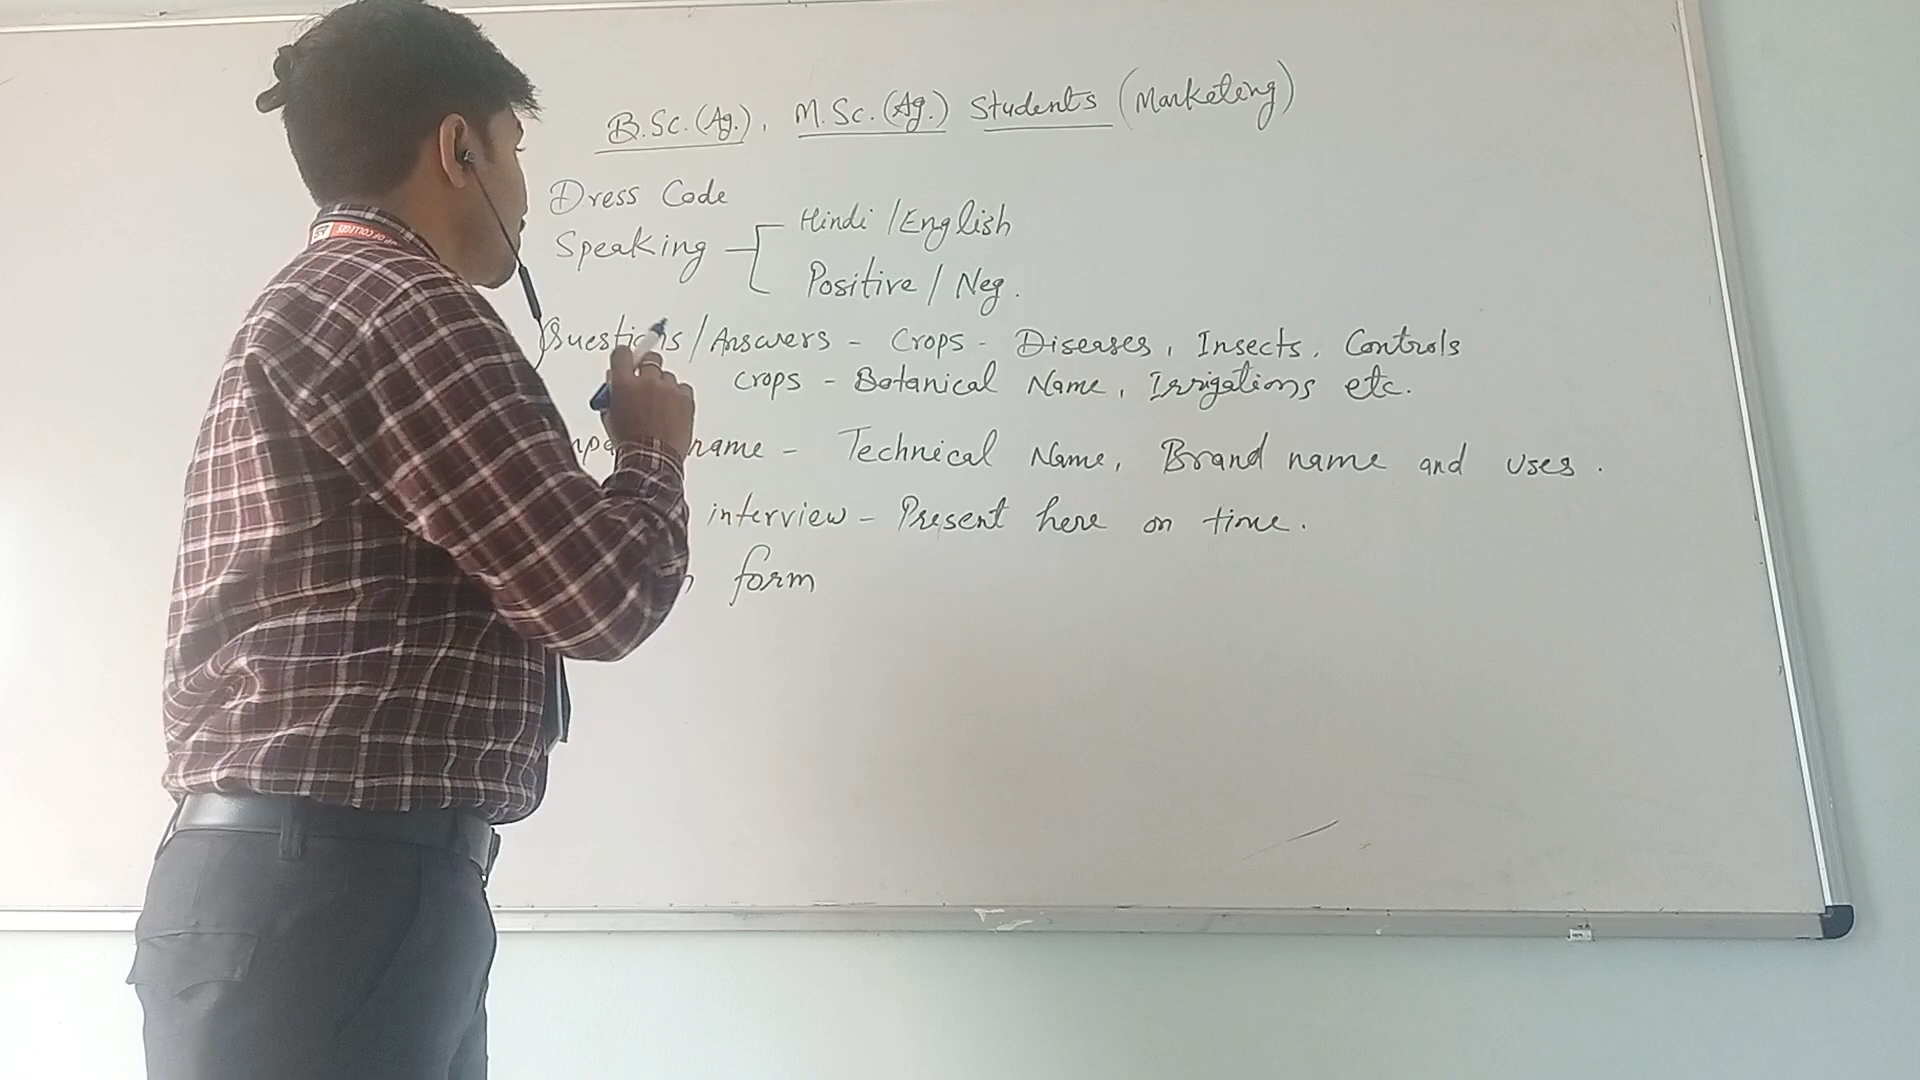 B.Sc.(Ag.), M.Sc.(Ag.) Students (Marketing)
Dress Code
Speaking
Hindi / English
Positive / Neg.
Questions / Answers - Crops - Diseases, Insects, Controls
Crops - Botanical Name, Irrigations etc.
name - Technical Name, Brand name and uses.
interview - Present here on time.
form